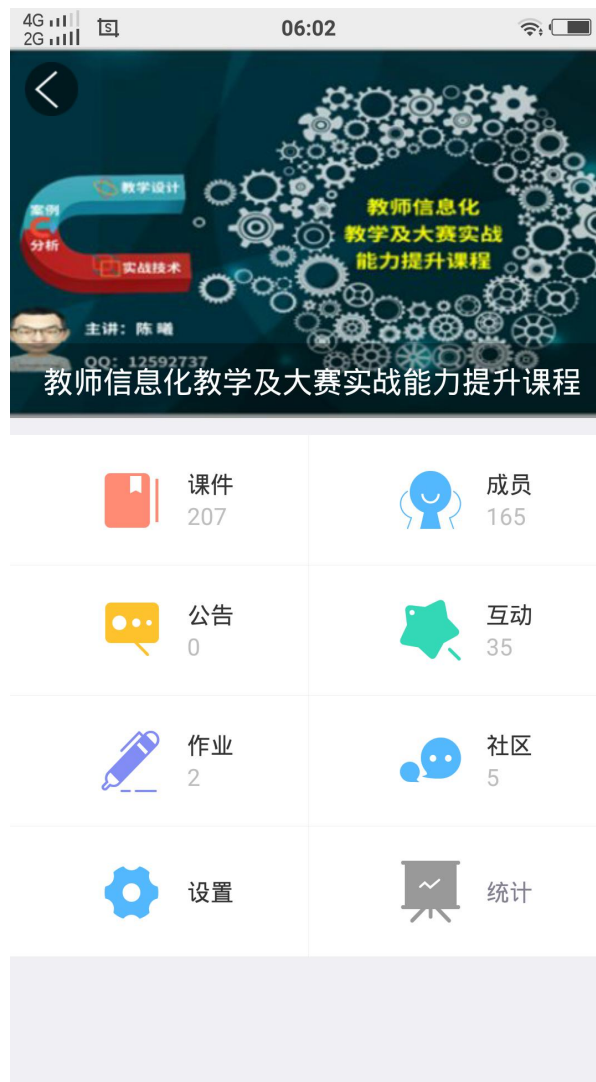 4G
2G
S
06:02
教学设计
案例
分析
实战技术
教师信息化
教学及大赛实战
能力提升课程
主讲：陈 曦
QQ：12592737
教师信息化教学及大赛实战能力提升课程
课件
207
成员
165
公告
0
互动
35
作业
2
社区
5
设置
统计